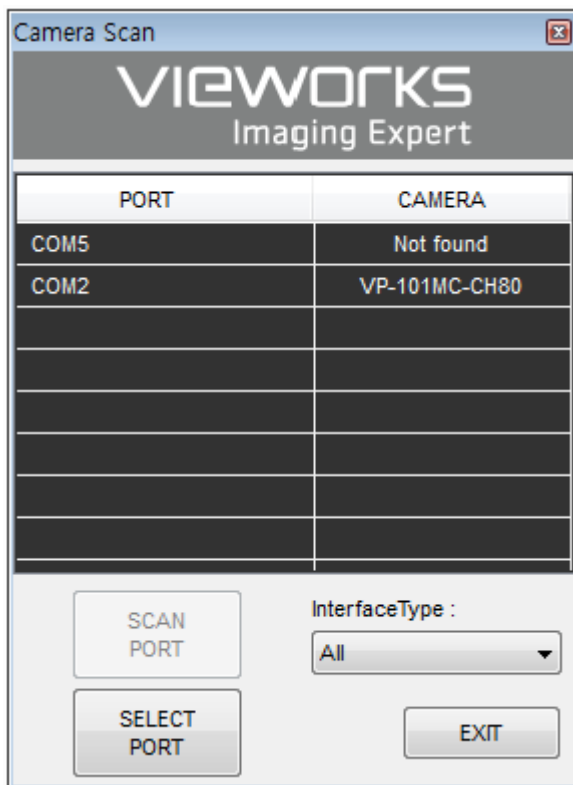 Camera Scan
vieworks
Imaging Expert
PORT CAMERA
COM5 Not found
COM2 VP-101MC-CH80
SCAN
PORT
InterfaceType :
All
SELECT
PORT
EXIT